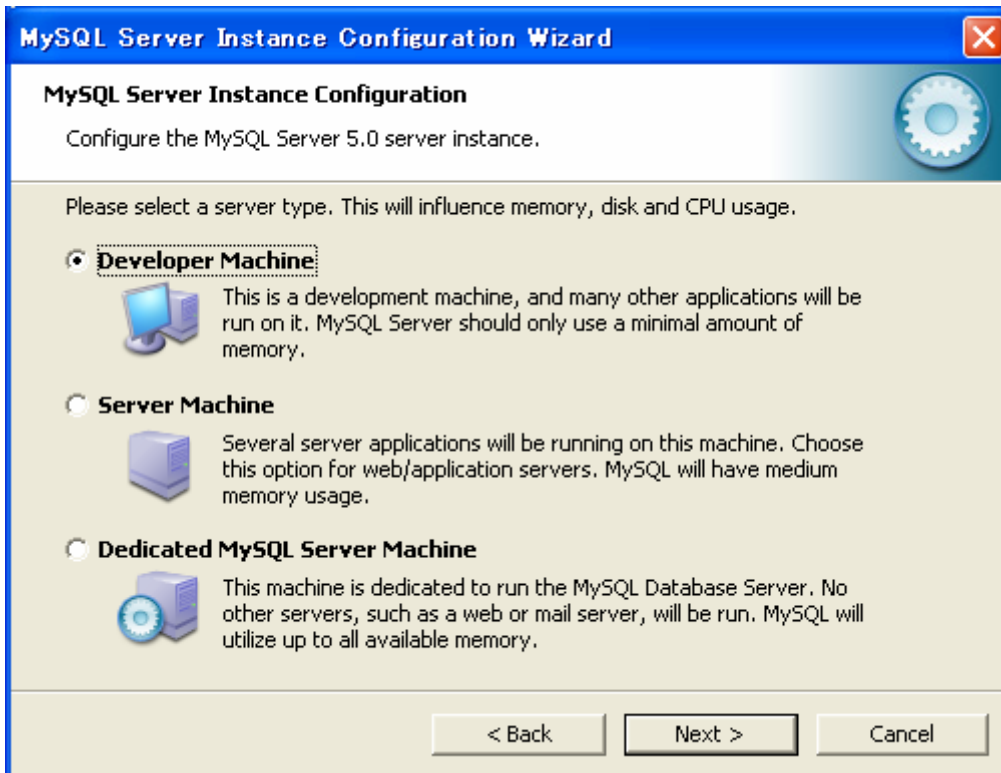 MySQL Server Instance Configuration Wizard
MySQL Server Instance Configuration
Configure the MySQL Server 5.0 server instance.
Please select a server type. This will influence memory, disk and CPU usage.
Developer Machine
This is a development machine, and many other applications will be
run on it. MySQL Server should only use a minimal amount of
memory.
Server Machine
Several server applications will be running on this machine. Choose
this option for web/application servers. MySQL will have medium
memory usage.
Dedicated MySQL Server Machine
This machine is dedicated to run the MySQL Database Server. No
other servers, such as a web or mail server, will be run. MySQL will
utilize up to all available memory.
< Back
Next >
Cancel